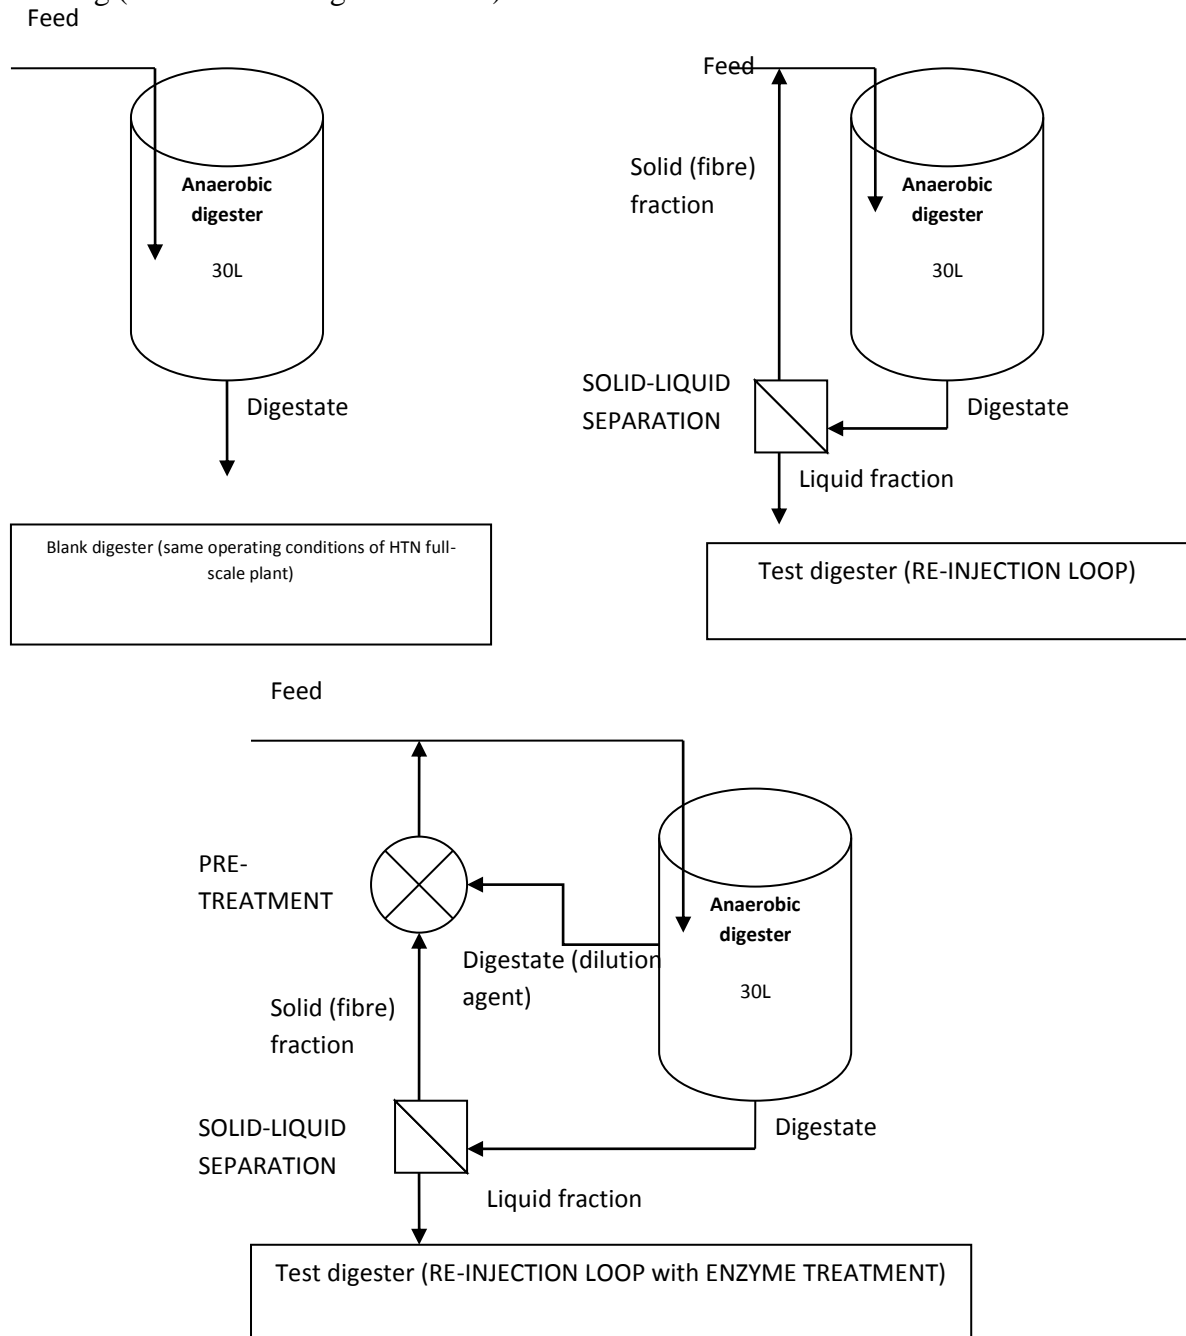 Feed
Anaerobic
digester
30L
Digestate
Blank digester (same operating conditions of HTN full-
scale plant)
Feed
Solid (fibre)
fraction
Anaerobic
digester
30L
SOLID-LIQUID
SEPARATION
Digestate
Liquid fraction
Test digester (RE-INJECTION LOOP)
Feed
PRE-
TREATMENT
Anaerobic
digester
30L
Digestate (dilution
agent)
Solid (fibre)
fraction
SOLID-LIQUID
SEPARATION
Digestate
Liquid fraction
Test digester (RE-INJECTION LOOP with ENZYME TREATMENT)